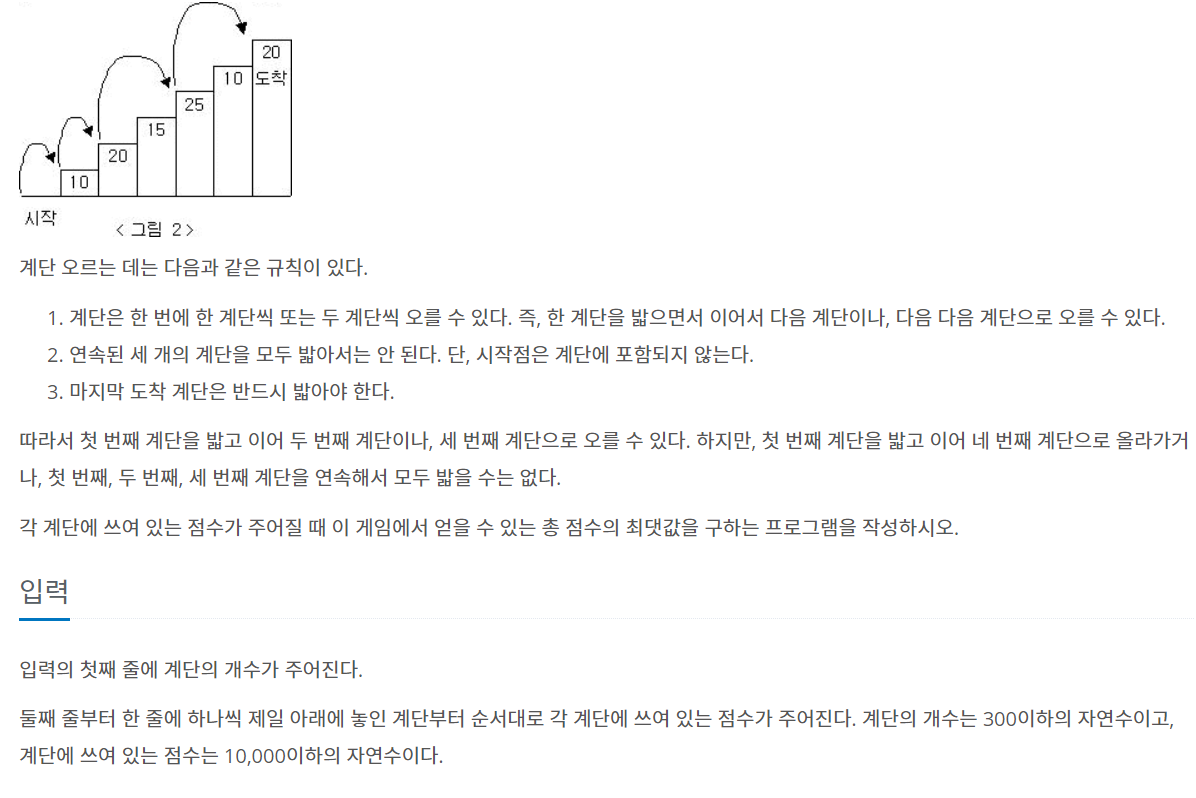 20
10 도착
25
15
20
10
시작
< 그림 2>
계단 오르는 데는 다음과 같은 규칙이 있다.
1. 계단은 한 번에 한 계단씩 또는 두 계단씩 오를 수 있다. 즉, 한 계단을 밟으면서 이어서 다음 계단이나, 다음 다음 계단으로 오를 수 있다.
2. 연속된 세 개의 계단을 모두 밟아서는 안 된다. 단, 시작점은 계단에 포함되지 않는다.
3. 마지막 도착 계단은 반드시 밟아야 한다.
따라서 첫 번째 계단을 밟고 이어 두 번째 계단이나, 세 번째 계단으로 오를 수 있다. 하지만, 첫 번째 계단을 밟고 이어 네 번째 계단으로 올라가거
나, 첫 번째, 두 번째, 세 번째 계단을 연속해서 모두 밟을 수는 없다.
각 계단에 쓰여 있는 점수가 주어질 때 이 게임에서 얻을 수 있는 총 점수의 최댓값을 구하는 프로그램을 작성하시오.
입력
입력의 첫째 줄에 계단의 개수가 주어진다.
둘째 줄부터 한 줄에 하나씩 제일 아래에 놓인 계단부터 순서대로 각 계단에 쓰여 있는 점수가 주어진다. 계단의 개수는 300이하의 자연수이고,
계단에 쓰여 있는 점수는 10,000이하의 자연수이다.